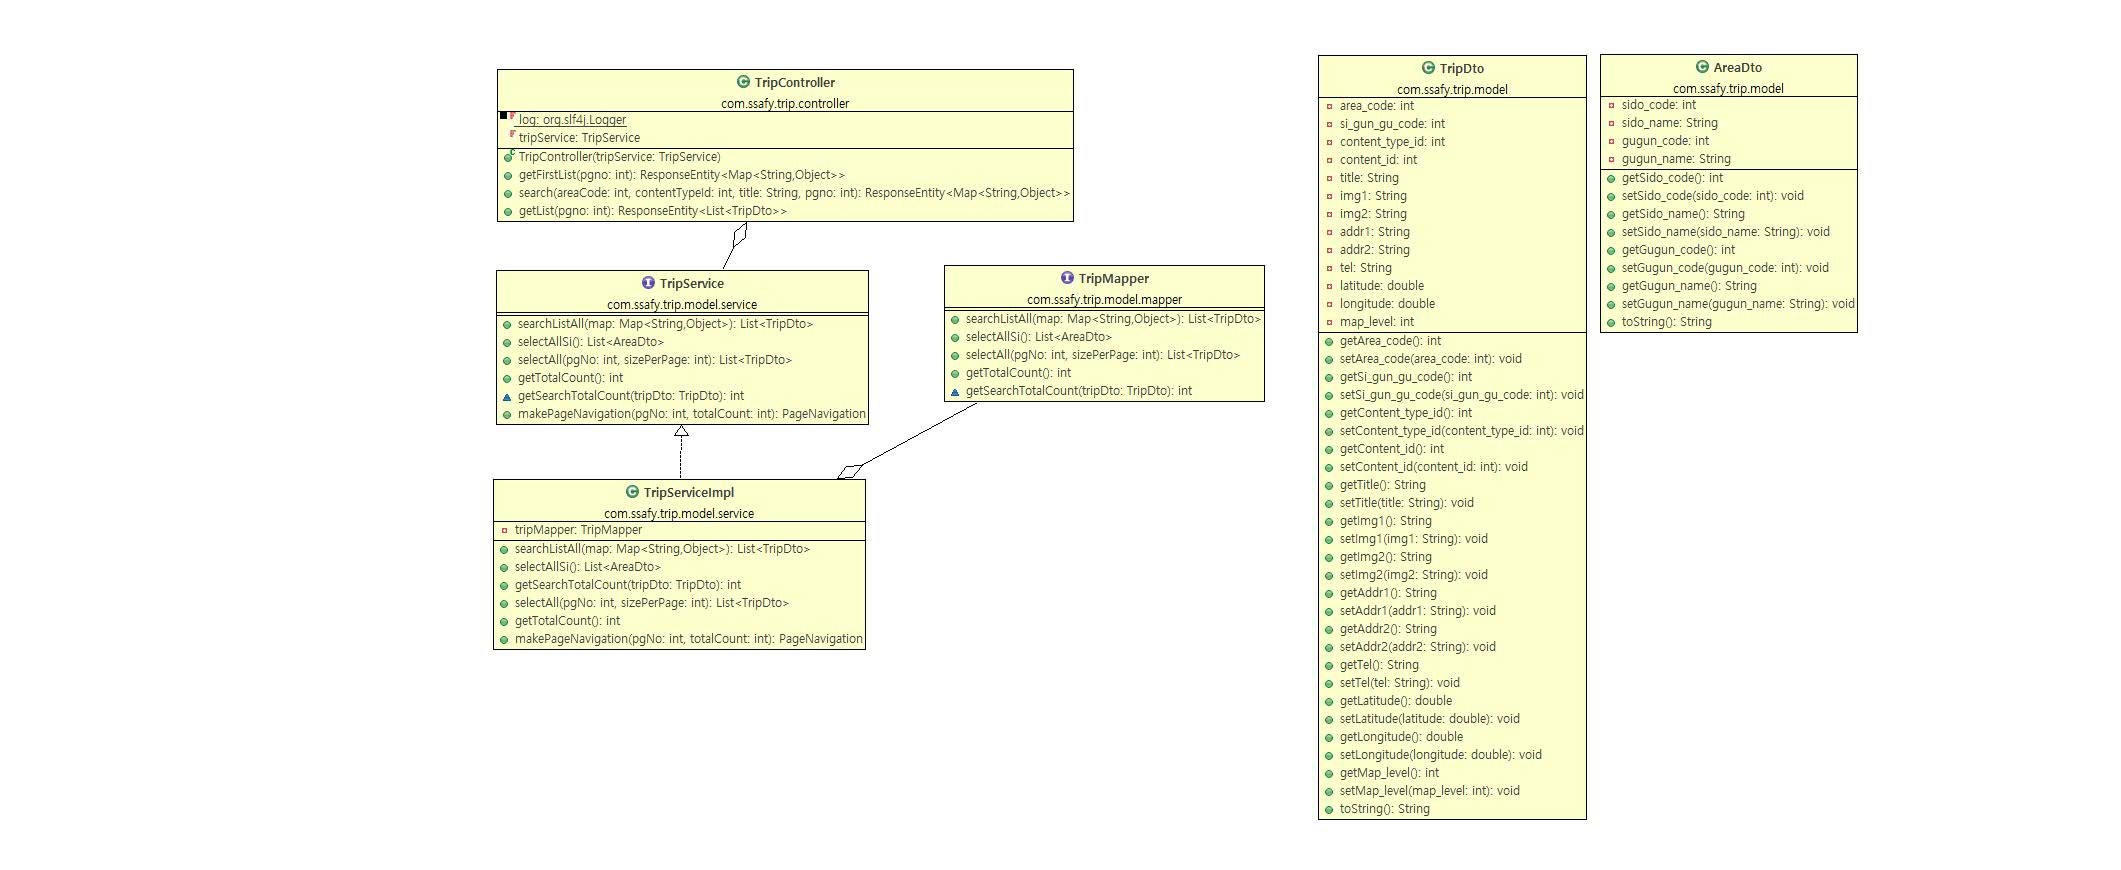 TripController
com.ssafy.trip.controller
log: org.slf4j.Logger
tripService: TripService
TripController(tripService: TripService)
getFirstList(pgno: int): ResponseEntity<Map<String,Object>>
search(areaCode: int, contentTypeId: int, title: String, pgno: int): ResponseEntity<Map<String,Object>>
getList(pgno: int): ResponseEntity<List<TripDto>>
TripService
com.ssafy.trip.model.service
searchListAll(map: Map<String,Object>): List<TripDto>
selectAllSi(): List<AreaDto>
selectAll(pgNo: int, sizePerPage: int): List<TripDto>
getTotalCount(): int
getSearchTotalCount(tripDto: TripDto): int
makePageNavigation(pgNo: int, totalCount: int): PageNavigation
TripMapper
com.ssafy.trip.model.mapper
searchListAll(map: Map<String,Object>): List<TripDto>
selectAllSi(): List<AreaDto>
selectAll(pgNo: int, sizePerPage: int): List<TripDto>
getTotalCount(): int
getSearchTotalCount(tripDto: TripDto): int
TripServiceImpl
com.ssafy.trip.model.service
tripMapper: TripMapper
searchListAll(map: Map<String,Object>): List<TripDto>
selectAllSi(): List<AreaDto>
getSearchTotalCount(tripDto: TripDto): int
selectAll(pgNo: int, sizePerPage: int): List<TripDto>
getTotalCount(): int
makePageNavigation(pgNo: int, totalCount: int): PageNavigation
TripDto
com.ssafy.trip.model
area_code: int
si_gun_gu_code: int
content_type_id: int
content_id: int
title: String
img1: String
img2: String
addr1: String
addr2: String
tel: String
latitude: double
longitude: double
map_level: int
getArea_code(): int
setArea_code(area_code: int): void
getSi_gun_gu_code(): int
setSi_gun_gu_code(si_gun_gu_code: int): void
getContent_type_id(): int
setContent_type_id(content_type_id: int): void
getContent_id(): int
setContent_id(content_id: int): void
getTitle(): String
setTitle(title: String): void
getImg1(): String
setImg1(img1: String): void
getImg2(): String
setImg2(img2: String): void
getAddr1(): String
setAddr1(addr1: String): void
getAddr2(): String
setAddr2(addr2: String): void
getTel(): String
setTel(tel: String): void
getLatitude(): double
setLatitude(latitude: double): void
getLongitude(): double
setLongitude(longitude: double): void
getMap_level(): int
setMap_level(map_level: int): void
toString(): String
AreaDto
com.ssafy.trip.model
sido_code: int
sido_name: String
gugun_code: int
gugun_name: String
getSido_code(): int
setSido_code(sido_code: int): void
getSido_name(): String
setSido_name(sido_name: String): void
getGugun_code(): int
setGugun_code(gugun_code: int): void
getGugun_name(): String
setGugun_name(gugun_name: String): void
toString(): String